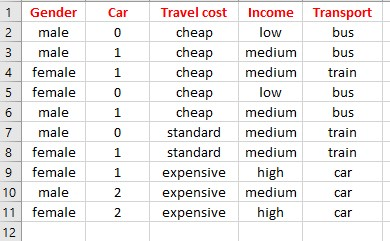 1 Gender Car Travel cost Income Transport
2 male 0 cheap low bus
3 male 1 cheap medium bus
4 female 1 cheap medium train
5 female 0 cheap low bus
6 male 1 cheap medium bus
7 male 0 standard medium train
8 female 1 standard medium train
9 female 1 expensive high car
10 male 2 expensive medium car
11 female 2 expensive high car
12